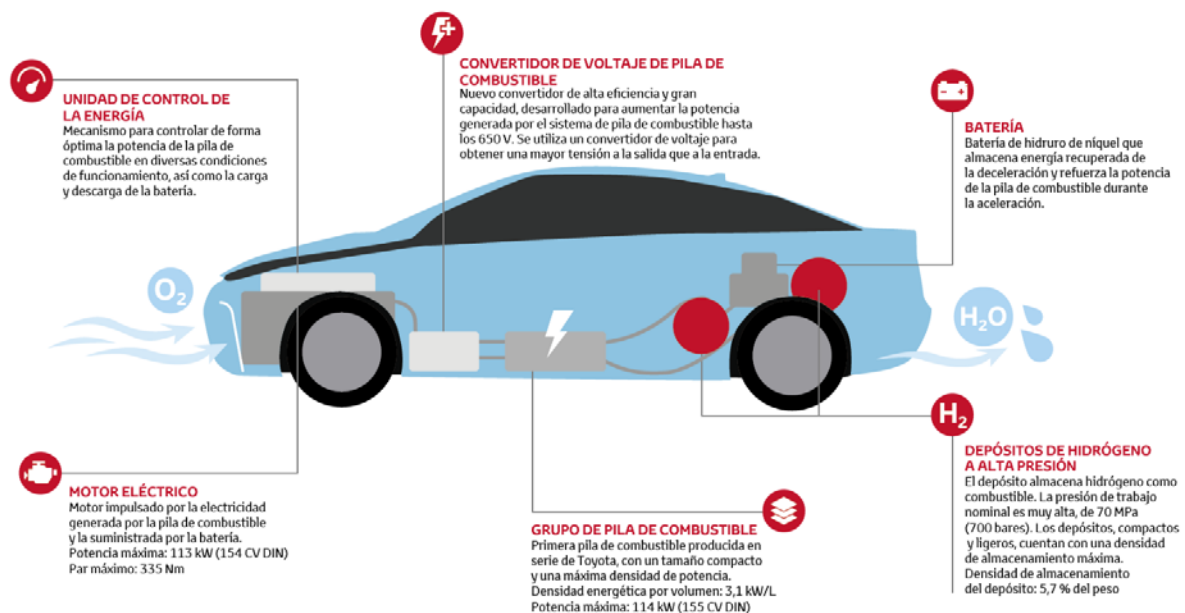 CONVERTIDOR DE VOLTAJE DE PILA DE
COMBUSTIBLE
Nuevo convertidor de alta eficiencia y gran
capacidad, desarrollado para aumentar la potencia
generada por el sistema de pila de combustible hasta
los 650 V. Se utiliza un convertidor de voltaje para
obtener una mayor tensión a la salida que a la entrada.
UNIDAD DE CONTROL DE
LA ENERGÍA
Mecanismo para controlar de forma
óptima la potencia de la pila de
combustible en diversas condiciones
de funcionamiento, así como la carga
y descarga de la batería.
BATERÍA
Batería de hidruro de níquel que
almacena energía recuperada de
la deceleración y refuerza la potencia
de la pila de combustible durante
la aceleración.
O₂
H₂O
H₂
MOTOR ELÉCTRICO
Motor impulsado por la electricidad
generada por la pila de combustible
y la suministrada por la batería.
Potencia máxima: 113 kW (154 CV DIN)
Par máximo: 335 Nm
GRUPO DE PILA DE COMBUSTIBLE
Primera pila de combustible producida en
serie de Toyota, con un tamaño compacto
y una máxima densidad de potencia.
Densidad energética por volumen: 3,1 kW/L
Potencia máxima: 114 kW (155 CV DIN)
DEPÓSITOS DE HIDRÓGENO
A ALTA PRESIÓN
El depósito almacena hidrógeno como
combustible. La presión de trabajo
nominal es muy alta, de 70 MPa
(700 bares). Los depósitos, compactos
y ligeros, cuentan con una densidad
de almacenamiento máxima.
Densidad de almacenamiento
del depósito: 5,7 % del peso